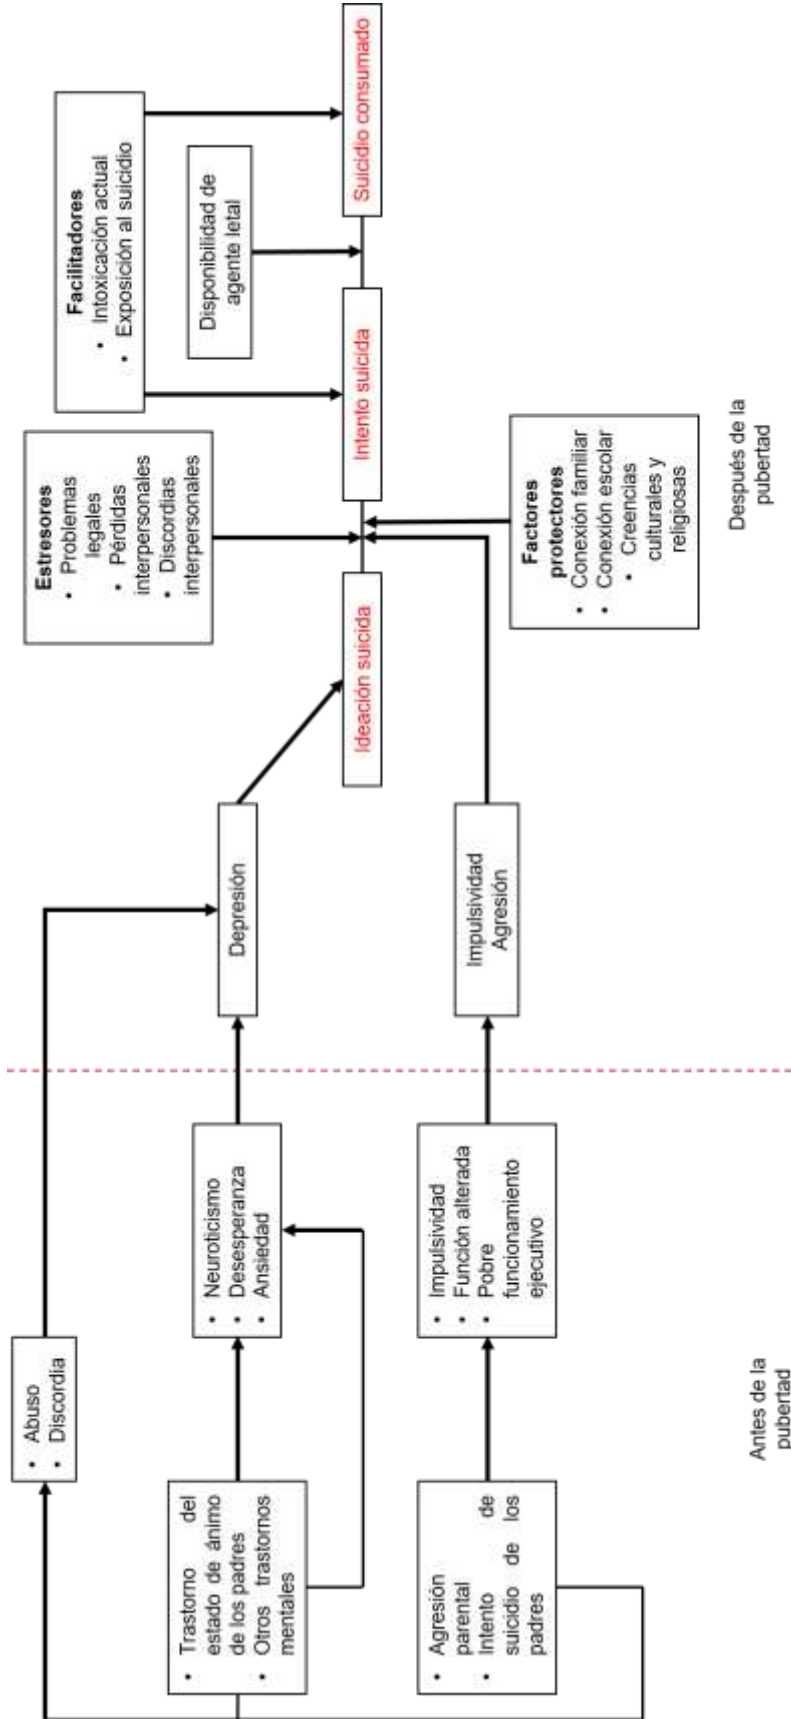 Abuso
Discordia
Trastorno del
estado de ánimo
de los padres
Otros trastornos
mentales
Agresión
parental
Intento de
suicidio de los
padres
Neuroticismo
Desesperanza
Ansiedad
Impulsividad
Función alterada
Pobre
funcionamiento
ejecutivo
Antes de la
pubertad
Depresión
Impulsividad
Agresión
Estresores
Problemas
legales
Pérdidas
interpersonales
Discordias
interpersonales
Ideación suicida
Factores
protectores
Conexión familiar
Conexión escolar
Creencias
culturales y
religiosas
Facilitadores
Intoxicación actual
Exposición al suicidio
Disponibilidad de
agente letal
Intento suicida
Suicidio consumado
Después de la
pubertad